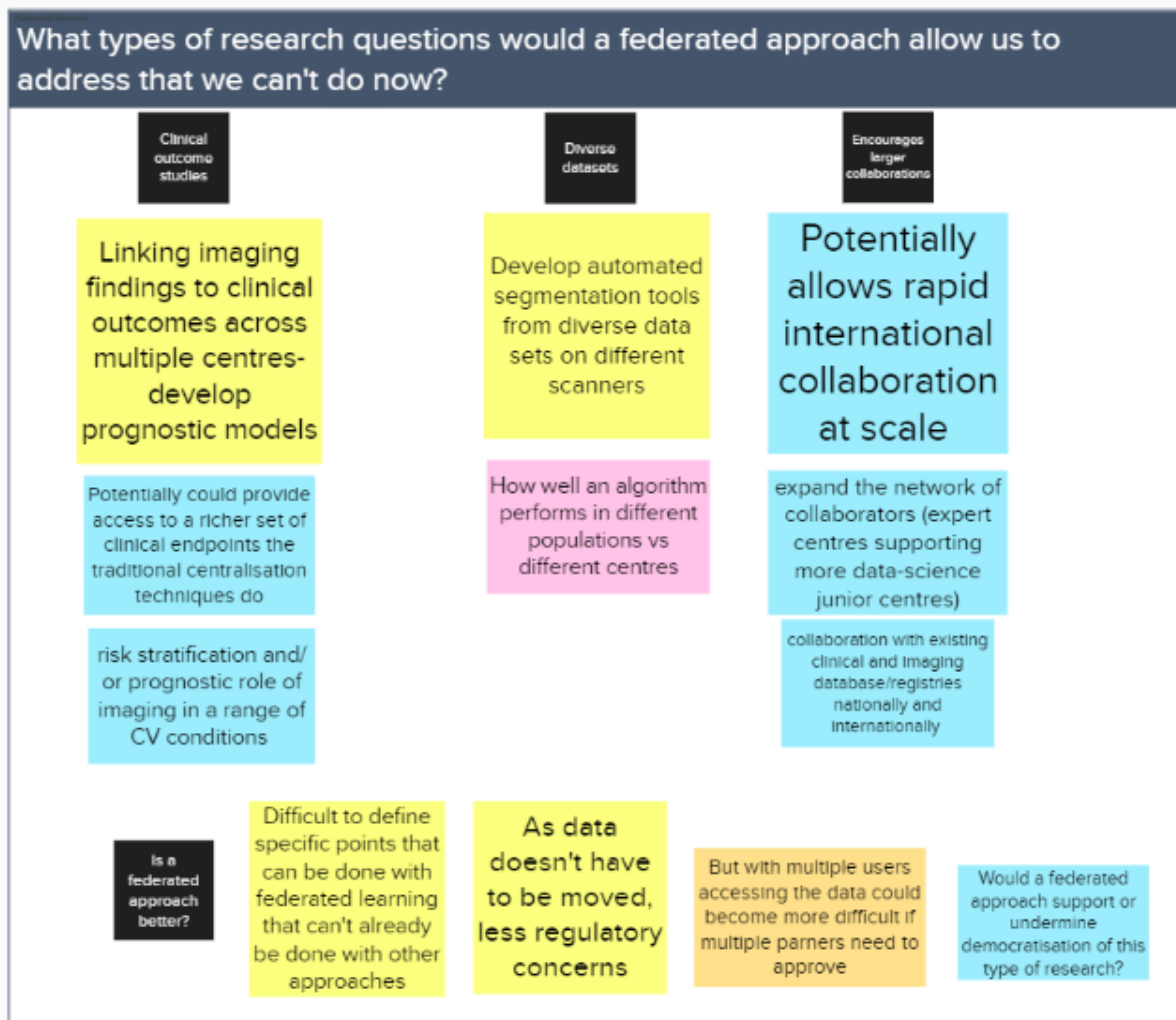 What types of research questions would a federated approach allow us to
address that we can't do now?
Clinical
outcome
studies
Linking imaging
findings to clinical
outcomes across
multiple centres-
develop
prognostic models
Potentially could provide
access to a richer set of
clinical endpoints the
traditional centralisation
techniques do
risk stratification and/
or prognostic role of
imaging in a range of
CV conditions
Diverse
datasets
Develop automated
segmentation tools
from diverse data
sets on different
scanners
How well an algorithm
performs in different
populations vs
different centres
Encourages
larger
collaborations
Potentially
allows rapid
international
collaboration
at scale
expand the network of
collaborators (expert
centres supporting
more data-science
junior centres)
collaboration with existing
clinical and imaging
database/registries
nationally and
internationally
Is a
federated
approach
better?
Difficult to define
specific points that
can be done with
federated learning
that can't already
be done with other
approaches
As data
doesn't have
to be moved,
less regulatory
concerns
But with multiple users
accessing the data could
become more difficult if
multiple parners need to
approve
Would a federated
approach support or
undermine
democratisation of this
type of research?